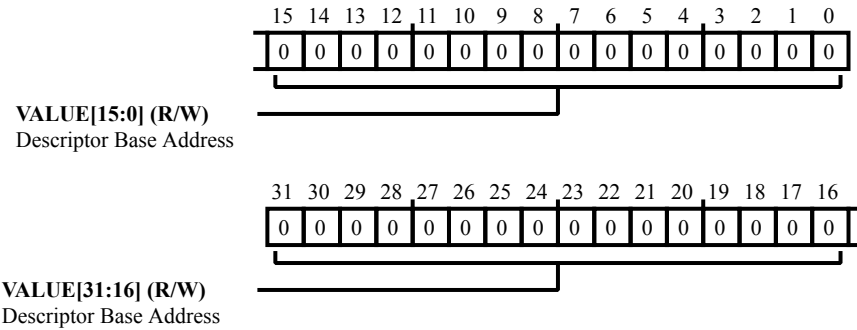 15 14 13 12 11 10 9 8 7 6 5 4 3 2 1 0
0 0 0 0 0 0 0 0 0 0 0 0 0 0 0 0
VALUE[15:0] (R/W)
Descriptor Base Address
31 30 29 28 27 26 25 24 23 22 21 20 19 18 17 16
0 0 0 0 0 0 0 0 0 0 0 0 0 0 0 0
VALUE[31:16] (R/W)
Descriptor Base Address